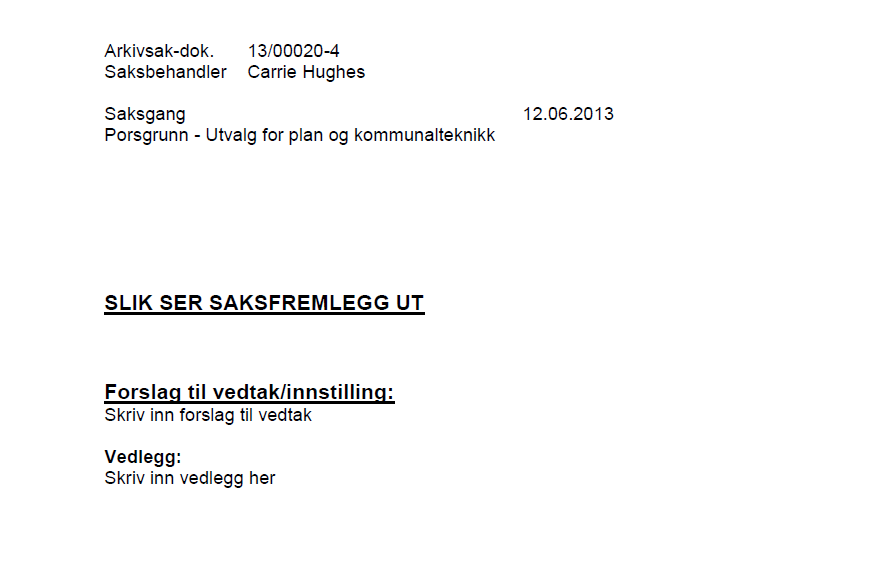 Arkivsak-dok. 13/00020-4
Saksbehandler Carrie Hughes
Saksgang 12.06.2013
Porsgrunn - Utvalg for plan og kommunalteknikk
SLIK SER SAKSFREMLEGG UT
Forslag til vedtak/innstilling:
Skriv inn forslag til vedtak
Vedlegg:
Skriv inn vedlegg her